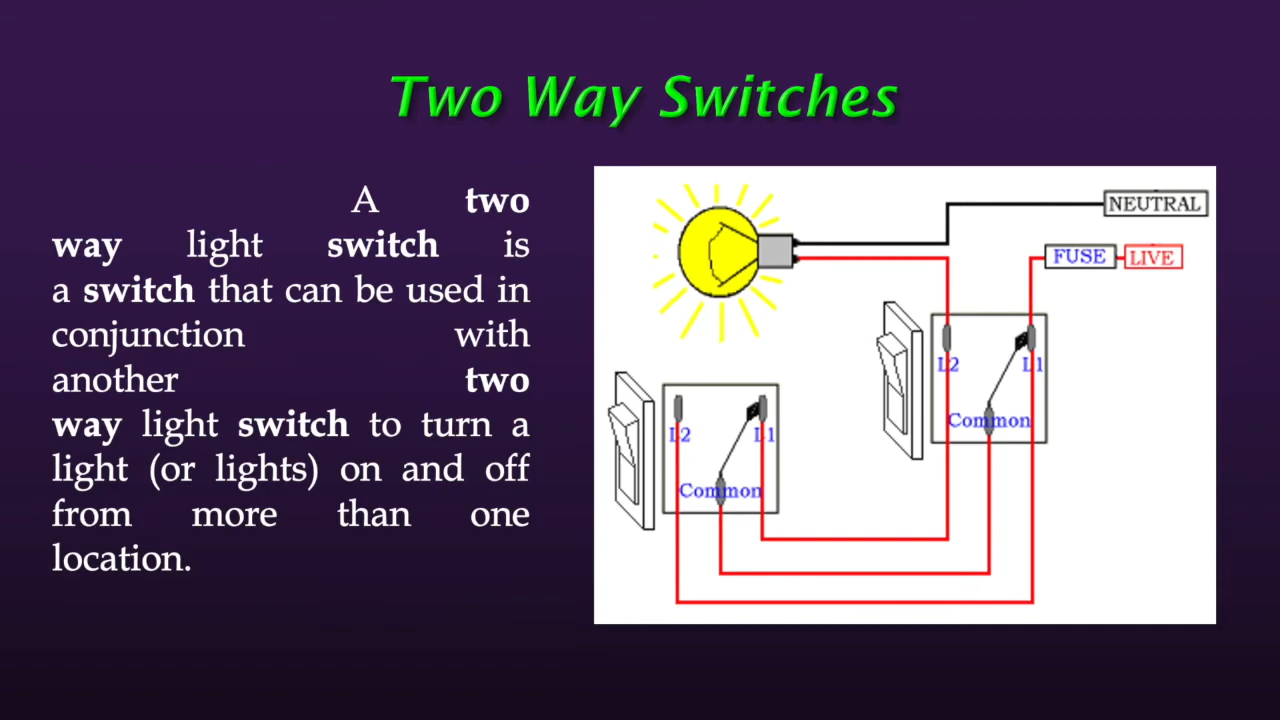 Two Way Switches
A two
way light switch is
a switch that can be used in
conjunction with
another two
way light switch to turn a
light (or lights) on and off
from more than one
location.
NEUTRAL
FUSE LIVE
L2 L1
Common
L2 L1
Common